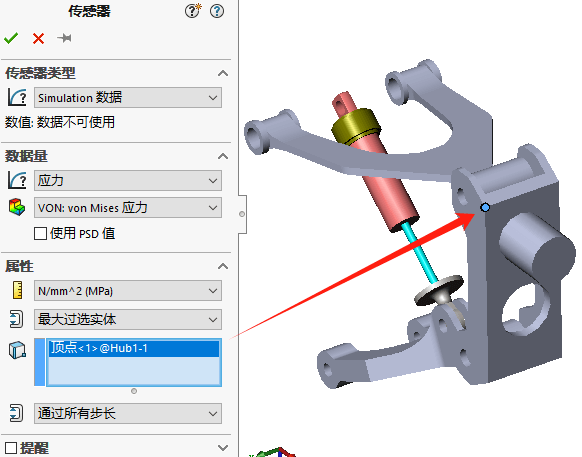 传感器
传感器类型
Simulation 数据
数值: 数据不可使用
数据量
应力
VON: von Mises 应力
使用 PSD 值
属性
N/mm^2 (MPa)
最大过选实体
顶点<1>@Hub1-1
通过所有步长
提醒